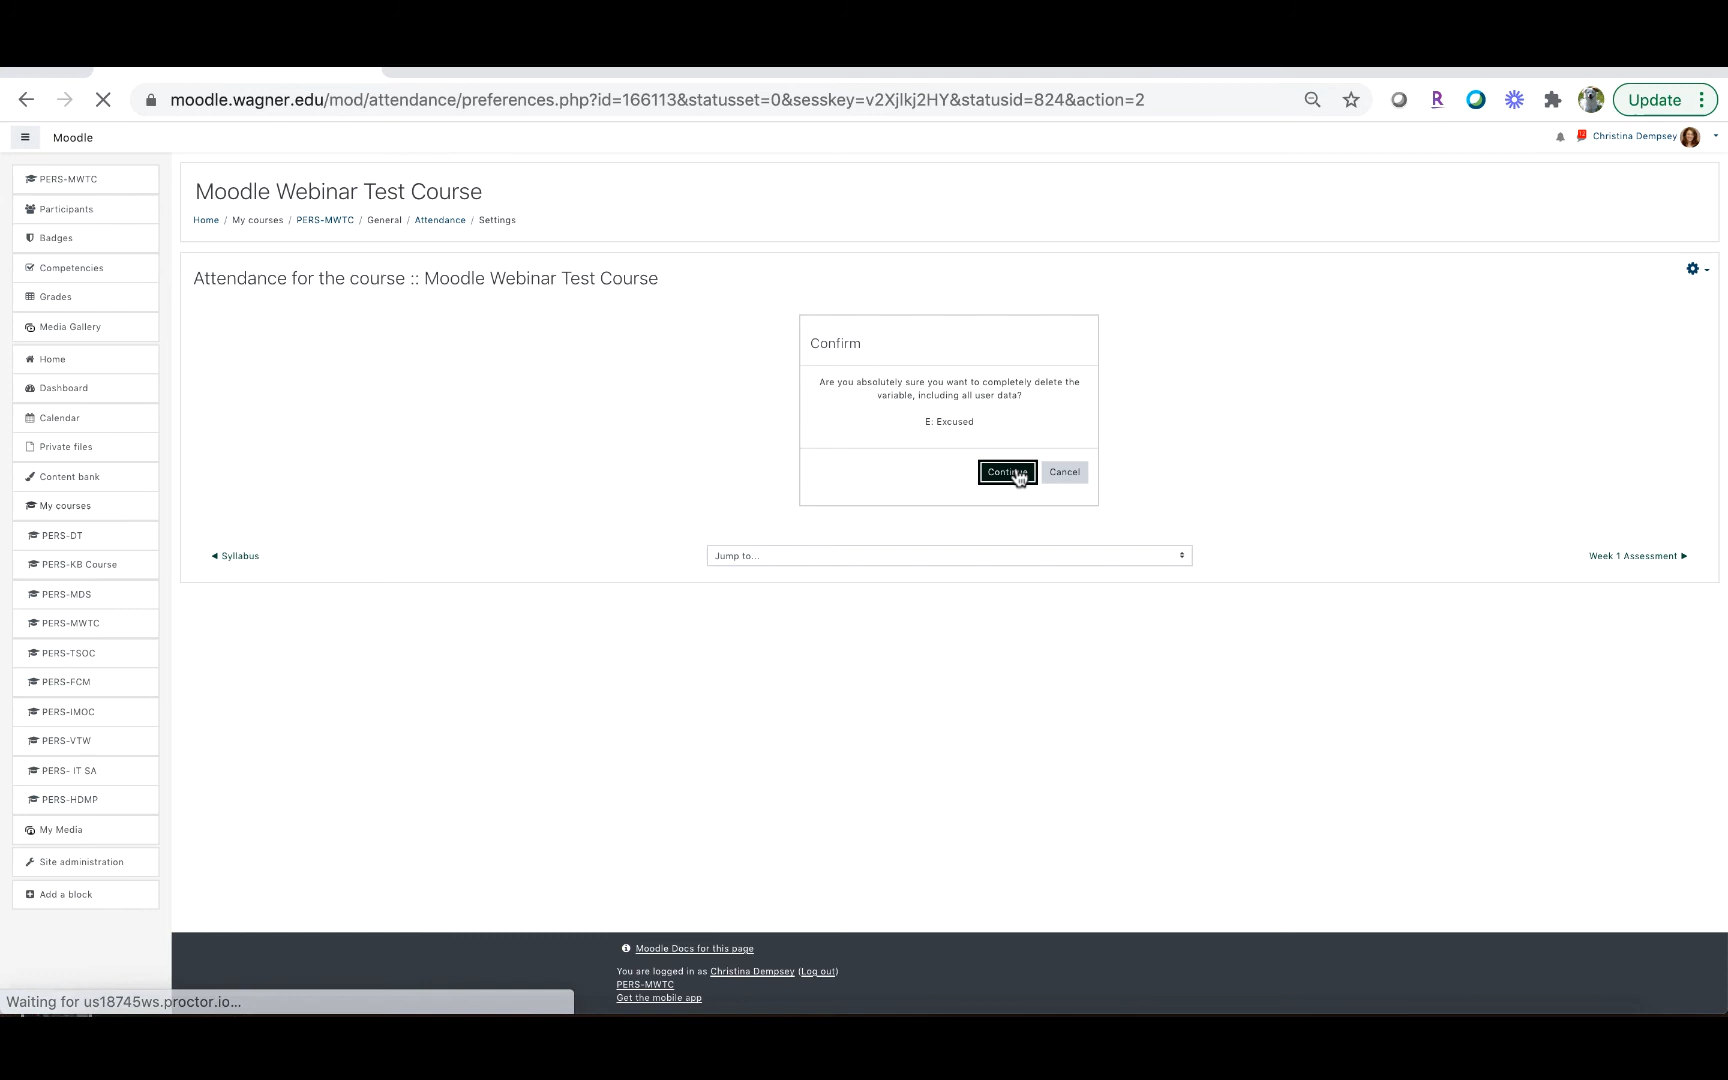 moodle.wagner.edu/mod/attendance/preferences.php?id=166113&statusset=0&sesskey=v2Xjlkj2HY&statusid=824&action=2
Update
Moodle
Christina Dempsey
PERS-MWTC
Participants
Badges
Competencies
Grades
Media Gallery
Home
Dashboard
Calendar
Private files
Content bank
My courses
PERS-DT
PERS-KB Course
PERS-MDS
PERS-MWTC
PERS-TSOC
PERS-FCM
PERS-IMOC
PERS-VTW
PERS- IT SA
PERS-HDMP
My Media
Site administration
Add a block
Moodle Webinar Test Course
Home / My courses / PERS-MWTC / General / Attendance / Settings
Attendance for the course :: Moodle Webinar Test Course
Confirm
Are you absolutely sure you want to completely delete the
variable, including all user data?
E: Excused
Continue Cancel
◄ Syllabus
Jump to...
Week 1 Assessment ►
Moodle Docs for this page
You are logged in as Christina Dempsey (Log out)
PERS-MWTC
Get the mobile app
Waiting for us18745ws.proctor.io...